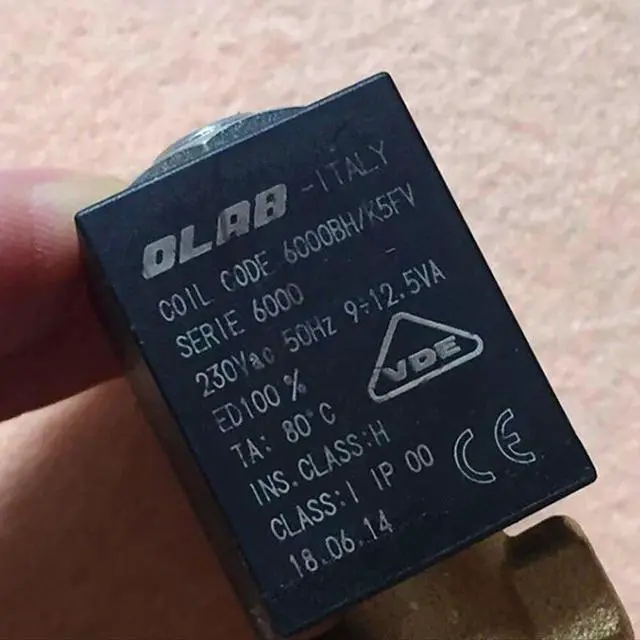 OLAB -ITALY
COIL CODE 6000BH/K5FV
SERIE 6000
230Vac 50Hz 9÷12.5VA
ED100 %
TA: 80°C
INS.CLASS:H
CLASS:I IP 00
18.06.14
VDE
CE